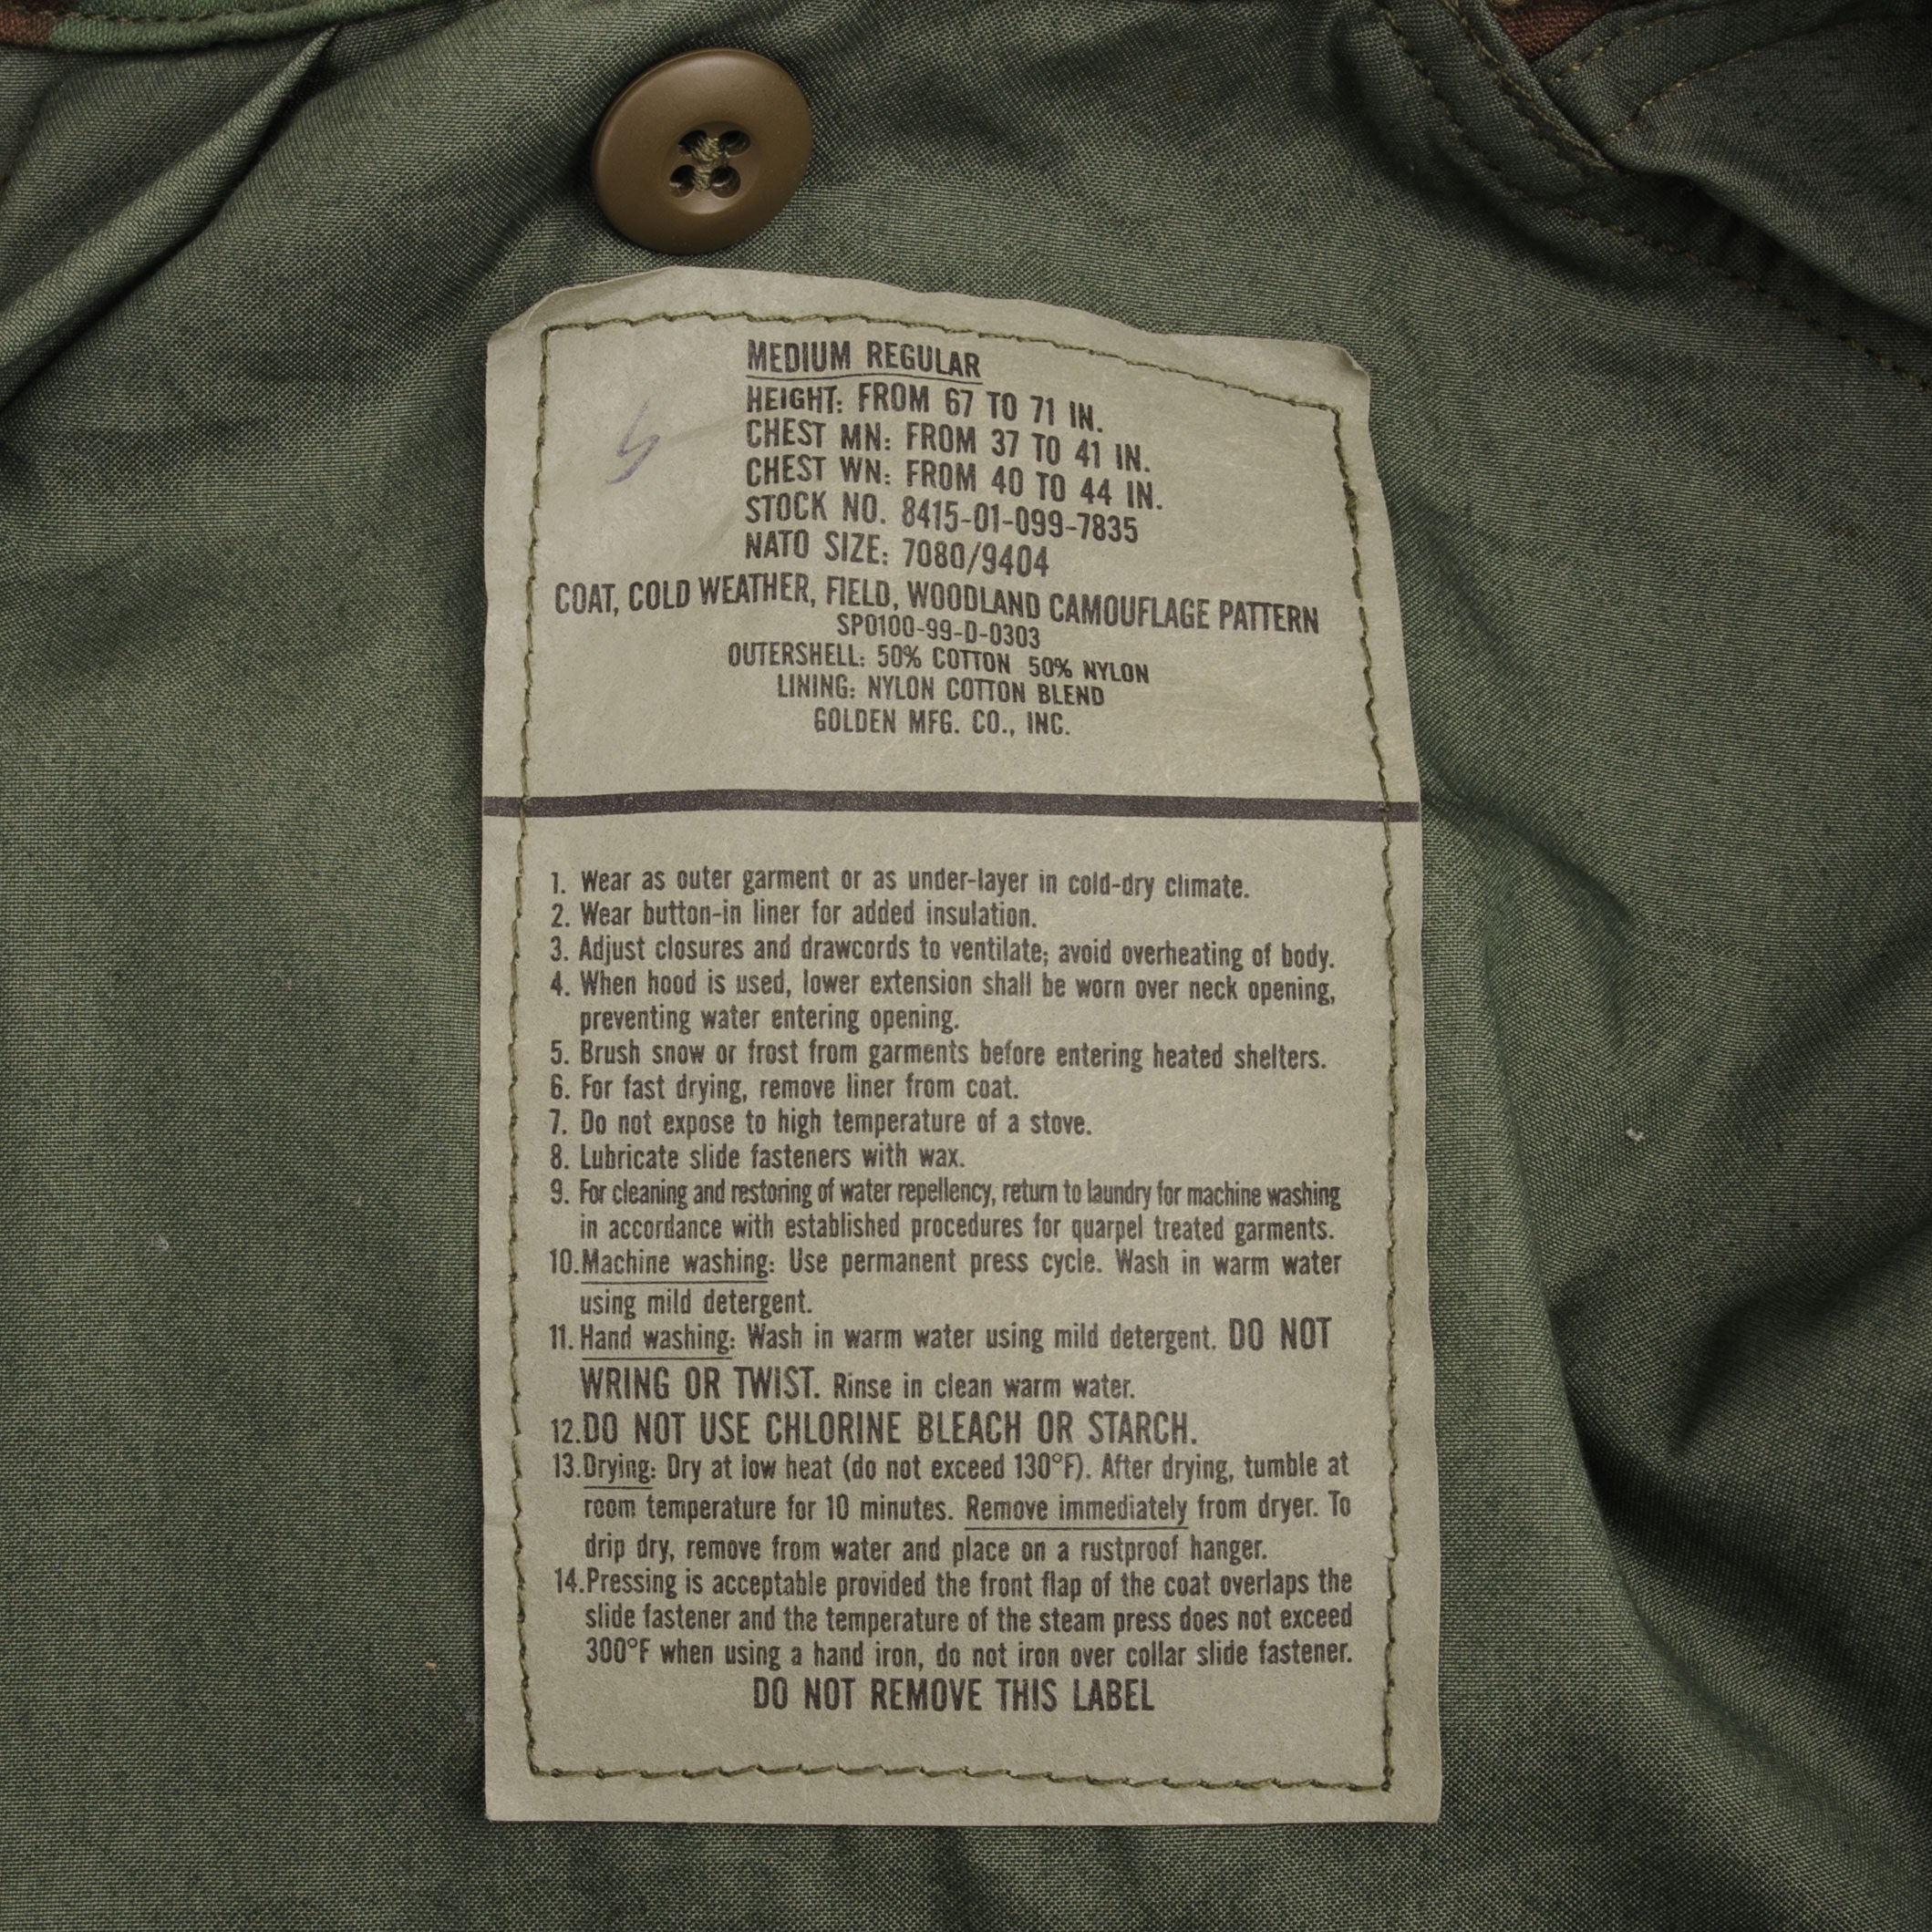 MEDIUM REGULAR
HEIGHT: FROM 67 TO 71 IN.
CHEST MN: FROM 37 TO 41 IN.
CHEST WN: FROM 40 TO 44 IN.
STOCK NO. 8415-01-099-7835
NATO SIZE: 7080/9404
COAT, COLD WEATHER, FIELD, WOODLAND CAMOUFLAGE PATTERN
SP0100-99-D-0303
OUTERSHELL: 50% COTTON 50% NYLON
LINING: NYLON COTTON BLEND
GOLDEN MFG. CO., INC.
1. Wear as outer garment or as under-layer in cold-dry climate.
2. Wear button-in liner for added insulation.
3. Adjust closures and drawcords to ventilate; avoid overheating of body.
4. When hood is used, lower extension shall be worn over neck opening,
preventing water entering opening.
5. Brush snow or frost from garments before entering heated shelters.
6. For fast drying, remove liner from coat.
7. Do not expose to high temperature of a stove.
8. Lubricate slide fasteners with wax.
9. For cleaning and restoring of water repellency, return to laundry for machine washing
in accordance with established procedures for quarpel treated garments.
10.Machine washing: Use permanent press cycle. Wash in warm water
using mild detergent.
11. Hand washing: Wash in warm water using mild detergent. DO NOT
WRING OR TWIST. Rinse in clean warm water.
12.DO NOT USE CHLORINE BLEACH OR STARCH.
13.Drying: Dry at low heat (do not exceed 130°F). After drying, tumble at
room temperature for 10 minutes. Remove immediately from dryer. To
drip dry, remove from water and place on a rustproof hanger.
14.Pressing is acceptable provided the front flap of the coat overlaps the
slide fastener and the temperature of the steam press does not exceed
300°F when using a hand iron, do not iron over collar slide fastener.
DO NOT REMOVE THIS LABEL